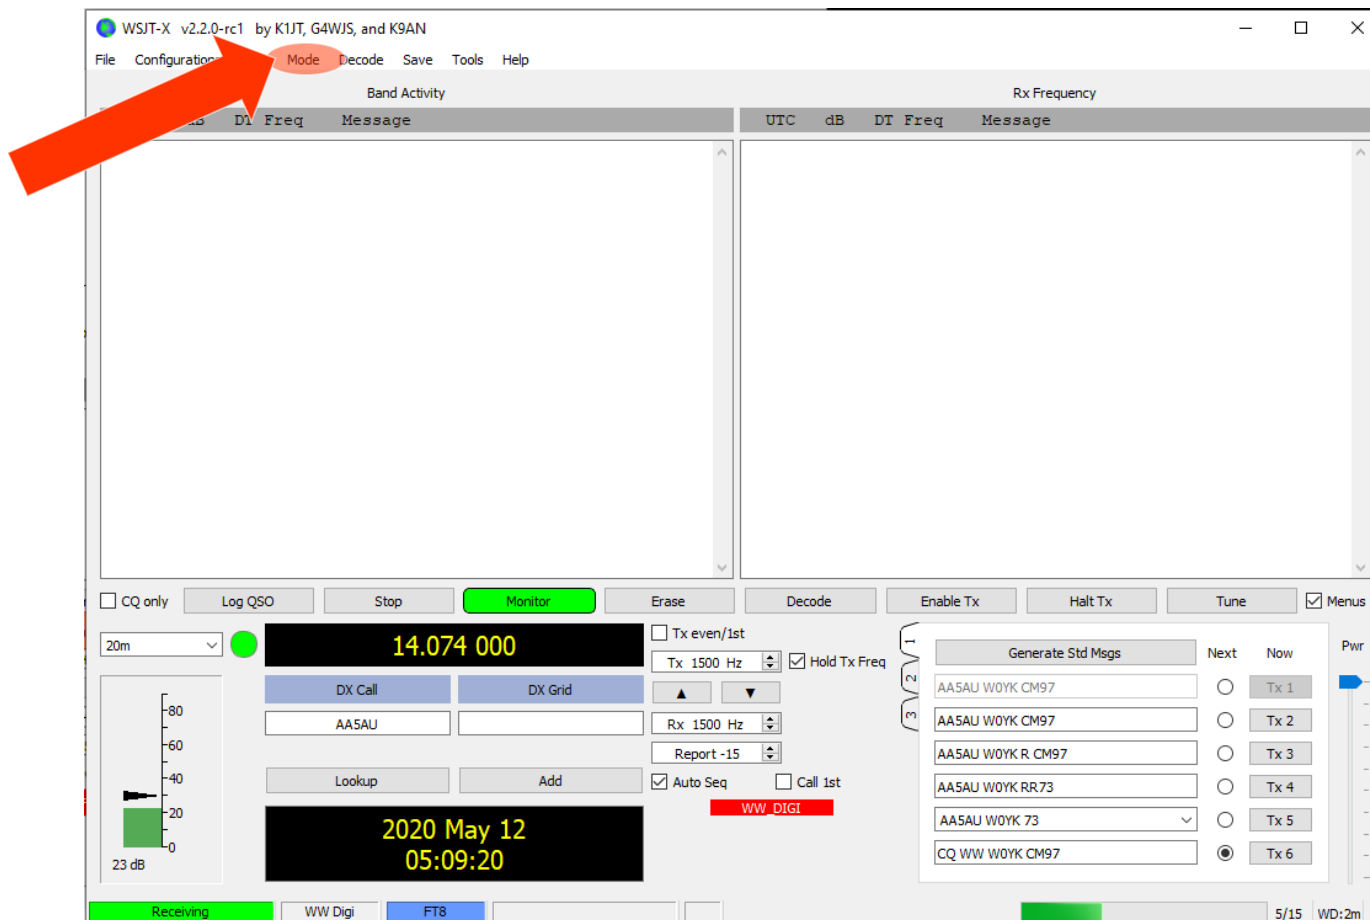 WSJT-X v2.2.0-rc1 by K1JT, G4WJS, and K9AN
File Configurations Mode Decode Save Tools Help
Band Activity
Rx Frequency
dB DT Freq Message
UTC dB DT Freq Message
CQ only Log QSO Stop Monitor Erase Decode Enable Tx Halt Tx Tune Menus
20m
14.074 000
Tx even/1st
Tx 1500 Hz
Hold Tx Freq
DX Call DX Grid
AA5AU
Rx 1500 Hz
Report -15
Lookup Add
Auto Seq Call 1st
WW_DIGI
2020 May 12
05:09:20
80
60
40
20
0
23 dB
1
2
3
Generate Std Msgs Next Now Pwr
AA5AU W0YK CM97 Tx 1
AA5AU W0YK CM97 Tx 2
AA5AU W0YK R CM97 Tx 3
AA5AU W0YK RR73 Tx 4
AA5AU W0YK 73 Tx 5
CQ WW W0YK CM97 Tx 6
Receiving WW Digi FT8 5/15 WD:2m